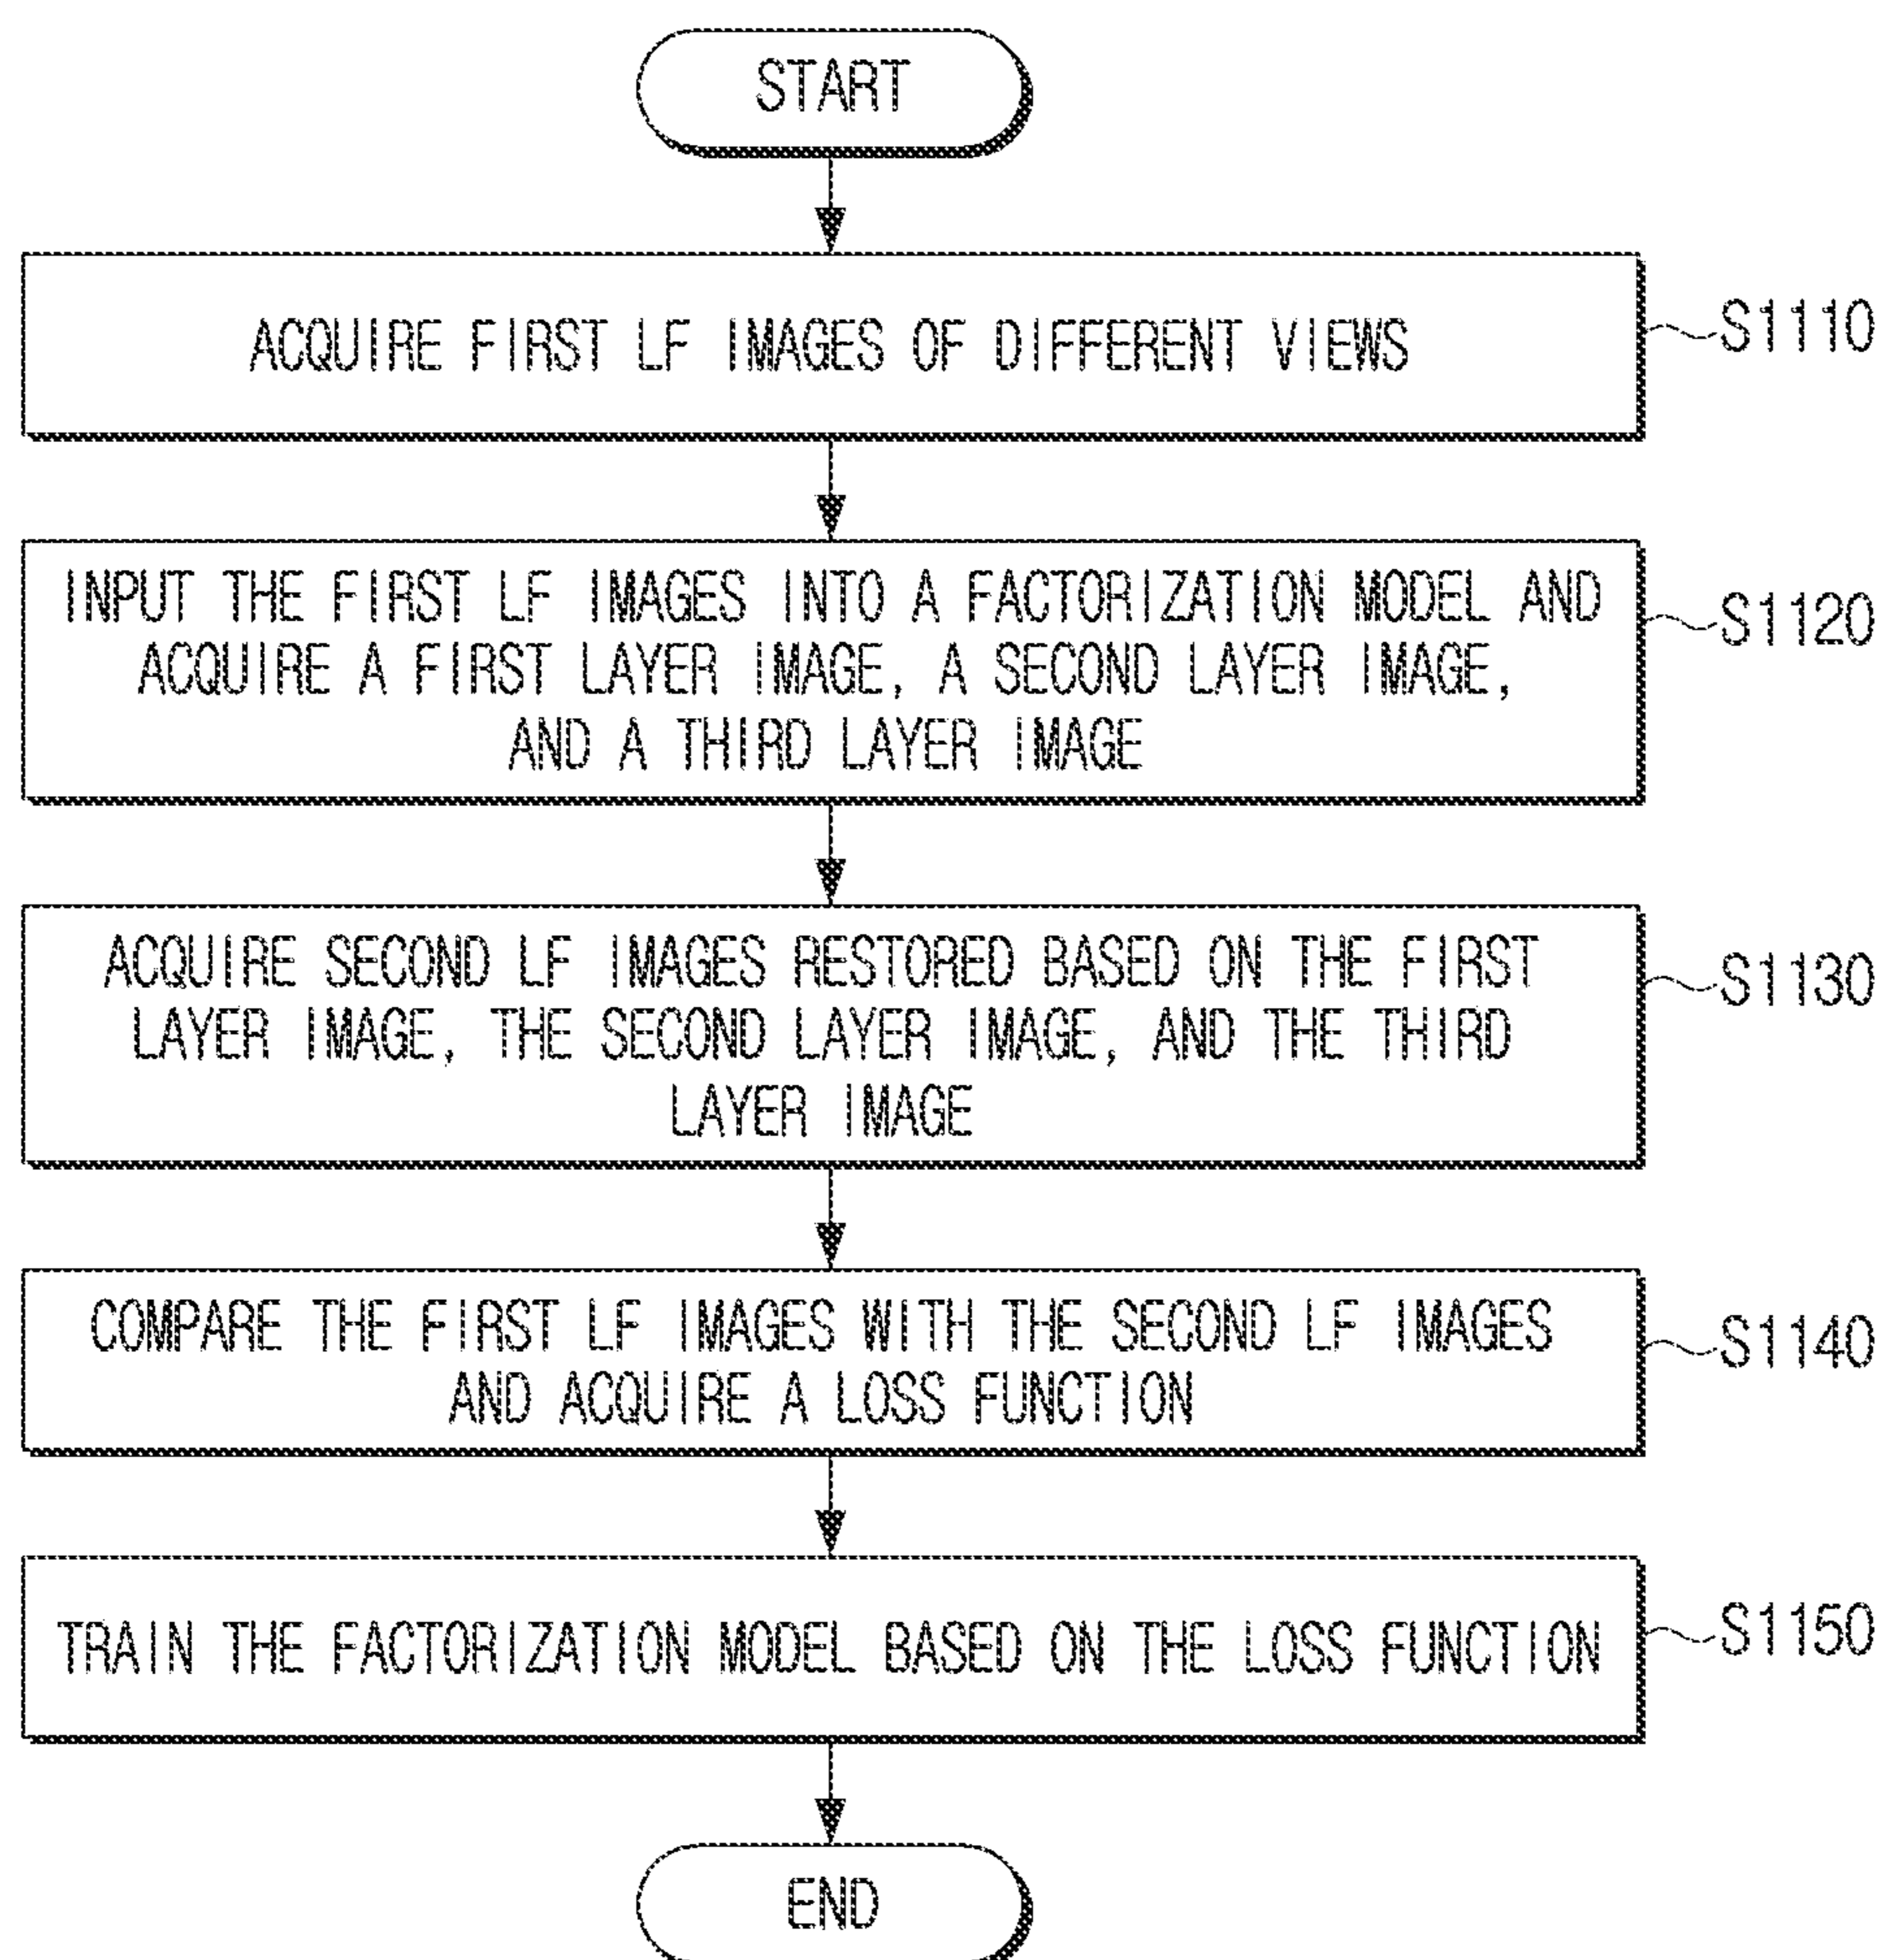 START
ACQUIRE FIRST LF IMAGES OF DIFFERENT VIEWS
S1110
INPUT THE FIRST LF IMAGES INTO A FACTORIZATION MODEL AND
ACQUIRE A FIRST LAYER IMAGE, A SECOND LAYER IMAGE,
AND A THIRD LAYER IMAGE
S1120
ACQUIRE SECOND LF IMAGES RESTORED BASED ON THE FIRST
LAYER IMAGE, THE SECOND LAYER IMAGE, AND THE THIRD
LAYER IMAGE
S1130
COMPARE THE FIRST LF IMAGES WITH THE SECOND LF IMAGES
AND ACQUIRE A LOSS FUNCTION
S1140
TRAIN THE FACTORIZATION MODEL BASED ON THE LOSS FUNCTION
S1150
END